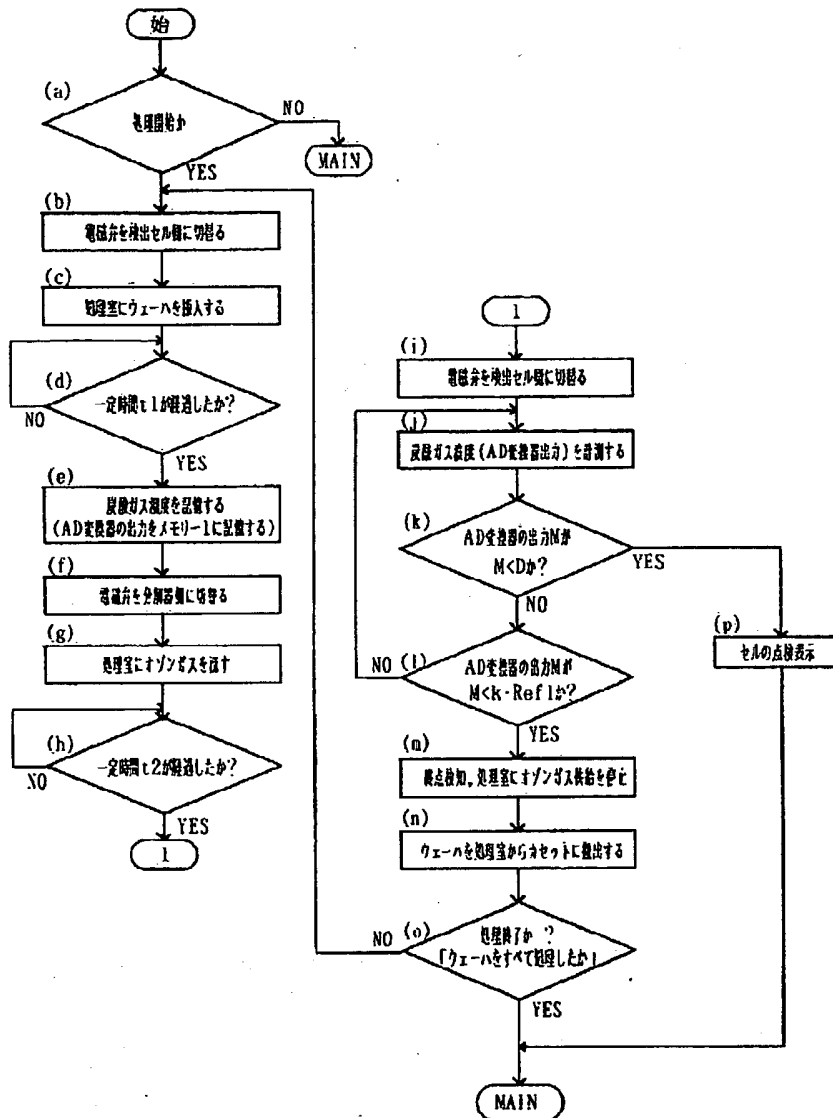 始
(a)
処理開始か
NO
MAIN
YES
(b)
電磁弁を検出セル側に切替る
(c)
処理室にウェーハを挿入する
(d)
一定時間t1が経過したか?
NO
YES
(e)
炭酸ガス濃度を記憶する
(AD変換器の出力をメモリー1に記憶する)
(f)
電磁弁を分解器側に切替る
(g)
処理室にオゾンガスを流す
(h)
一定時間t2が経過したか?
NO
YES
1
1
(i)
電磁弁を検出セル側に切替る
(j)
炭酸ガス濃度(AD変換器出力)を計測する
(k)
AD変換器の出力Mが
M<Dか?
YES
NO
(p)
セルの点検表示
NO
(l)
AD変換器の出力Mが
M<k・Ref1か?
YES
(m)
終点検知。処理室にオゾンガス供給を停止
(n)
ウェーハを処理室からカセットに搬出する
NO
(o)
処理終了か ?
「ウェーハをすべて処理したか」
YES
MAIN